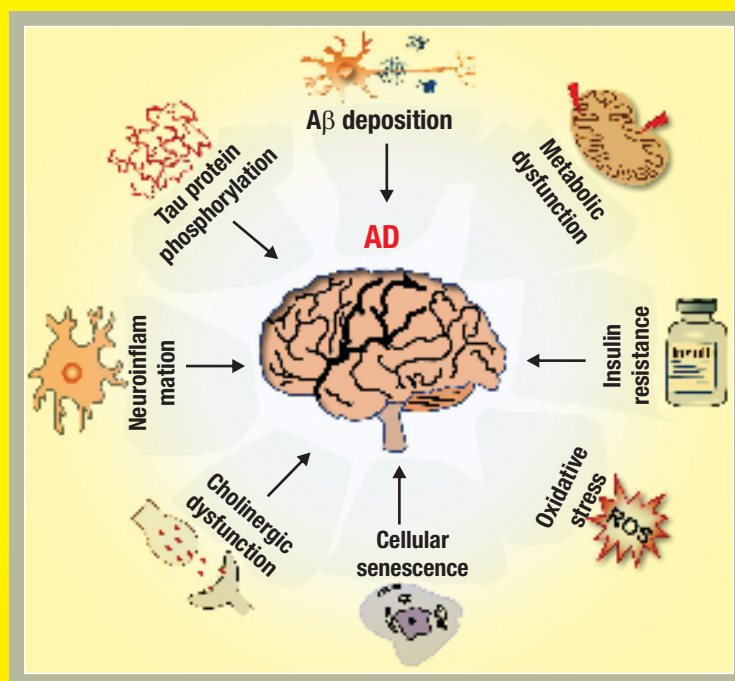 Aβ deposition
Tau protein
phosphorylation
Metabolic
dysfunction
AD
Neuroinflam
mation
Insulin
resistance
Insuli
Cholinergic
dysfunction
Cellular
senescence
Oxidative
stress
ROS